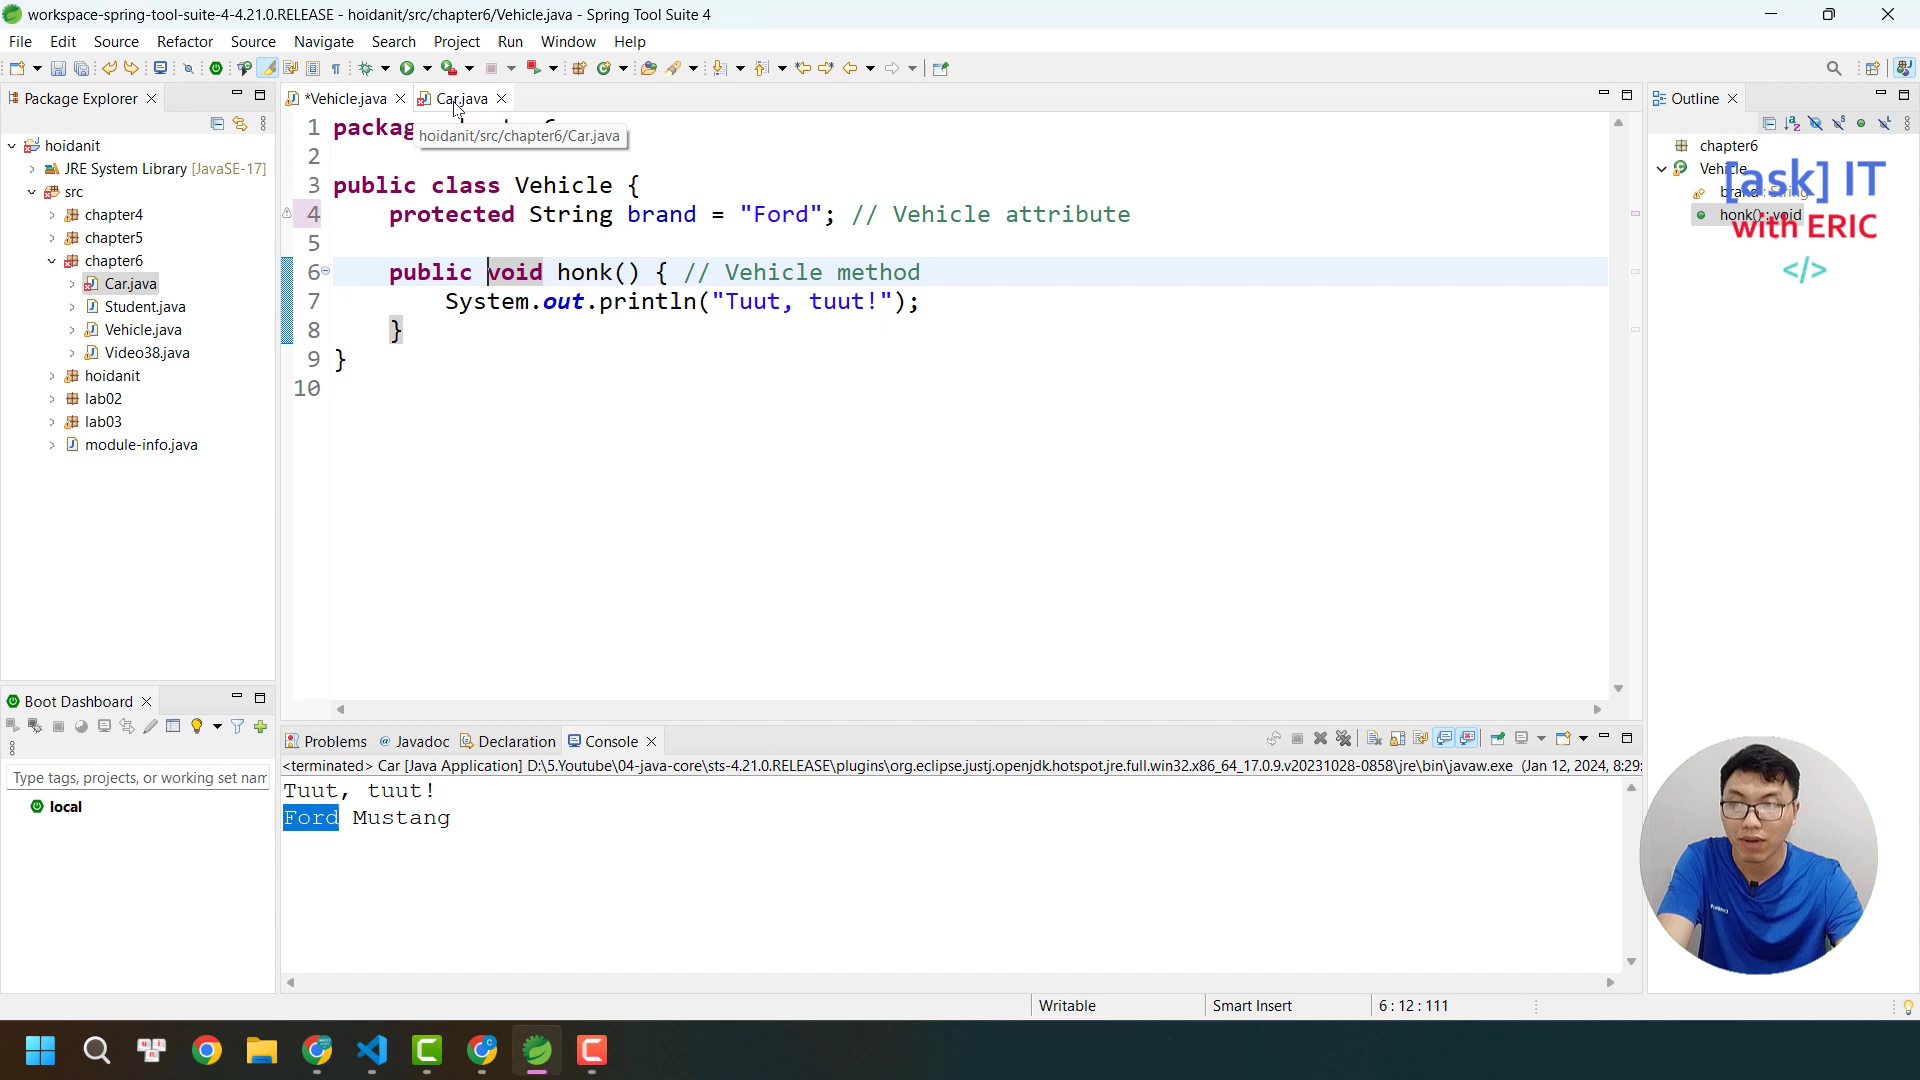 workspace-spring-tool-suite-4-4.21.0.RELEASE - hoidanit/src/chapter6/Vehicle.java - Spring Tool Suite 4
File Edit Source Refactor Source Navigate Search Project Run Window Help
Package Explorer
hoidanit
JRE System Library [JavaSE-17]
src
chapter4
chapter5
chapter6
Car.java
Student.java
Vehicle.java
Video38.java
hoidanit
lab02
lab03
module-info.java
Boot Dashboard
Type tags, projects, or working set nam
local
*Vehicle.java Car.java
hoidanit/src/chapter6/Car.java
1 packag
2
3 public class Vehicle {
4 protected String brand = "Ford"; // Vehicle attribute
5
6 public void honk() { // Vehicle method
7 System.out.println("Tuut, tuut!");
8 }
9 }
10
Problems Javadoc Declaration Console
<terminated> Car [Java Application] D:\5.Youtube\04-java-core\sts-4.21.0.RELEASE\plugins\org.eclipse.justj.openjdk.hotspot.jre.full.win32.x86_64_17.0.9.v20231028-0858\jre\bin\javaw.exe (Jan 12, 2024, 8:29:
Tuut, tuut!
Ford Mustang
Outline
chapter6
Vehicle
brand : String
honk() : void
[ask] IT
with ERIC
</>
Writable Smart Insert 6 : 12 : 111